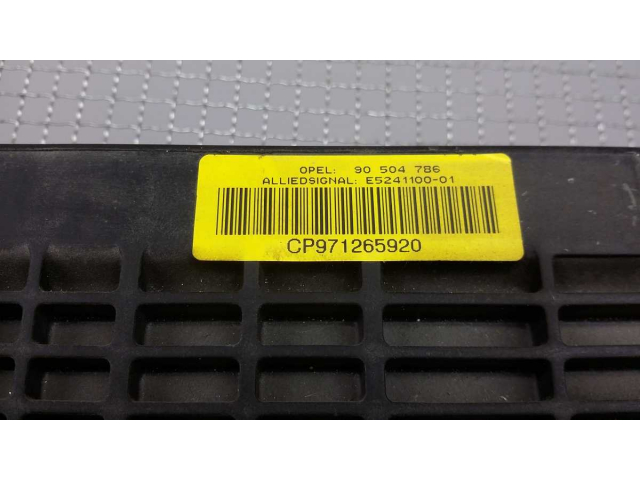 OPEL: 90 504 786
ALLIEDSIGNAL: E5241100-01
CP971265920